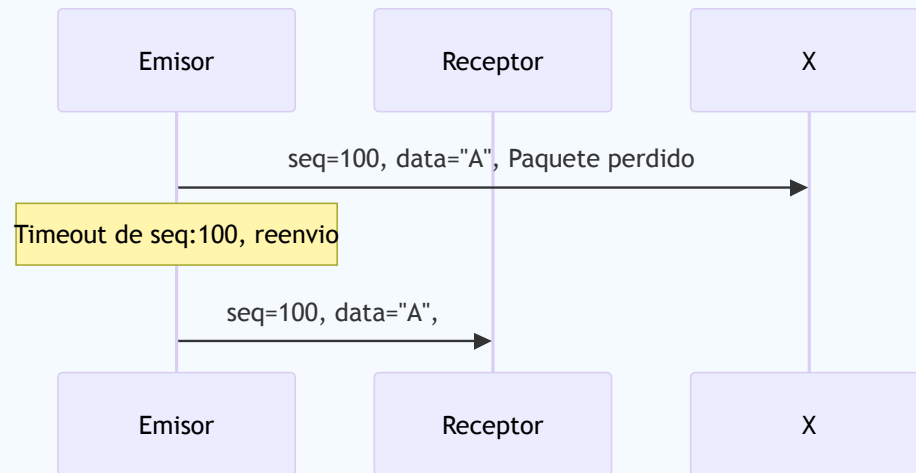 Emisor
Receptor
X
seq=100, data="A", Paquete perdido
Timeout de seq:100, reenvio
seq=100, data="A",
Emisor
Receptor
X